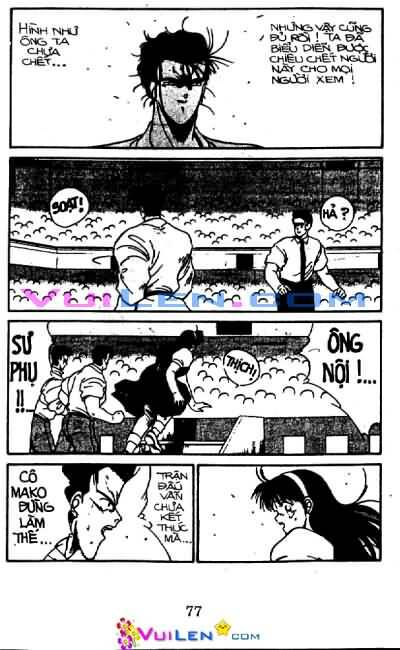 HÌNH NHƯ
ÔNG TA
CHƯA
CHẾT...
NHƯNG VẬY CŨNG
ĐỦ RỒI! TA ĐÃ
BIỂU DIỄN ĐƯỢC
CHIÊU CHẾT NGƯỜI
NÀY CHO MỌI
NGƯỜI XEM!
SOẠT!
HẢ?
VUILEN.COM
SƯ
PHỤ
!!
THÍCH!
ÔNG
NỘI!...
CÔ
MAKO
ĐỪNG
LÀM
THẾ...
TRẬN
ĐẤU
VẪN
CHƯA
KẾT
THÚC
MÀ...
77
VUILEN.COM